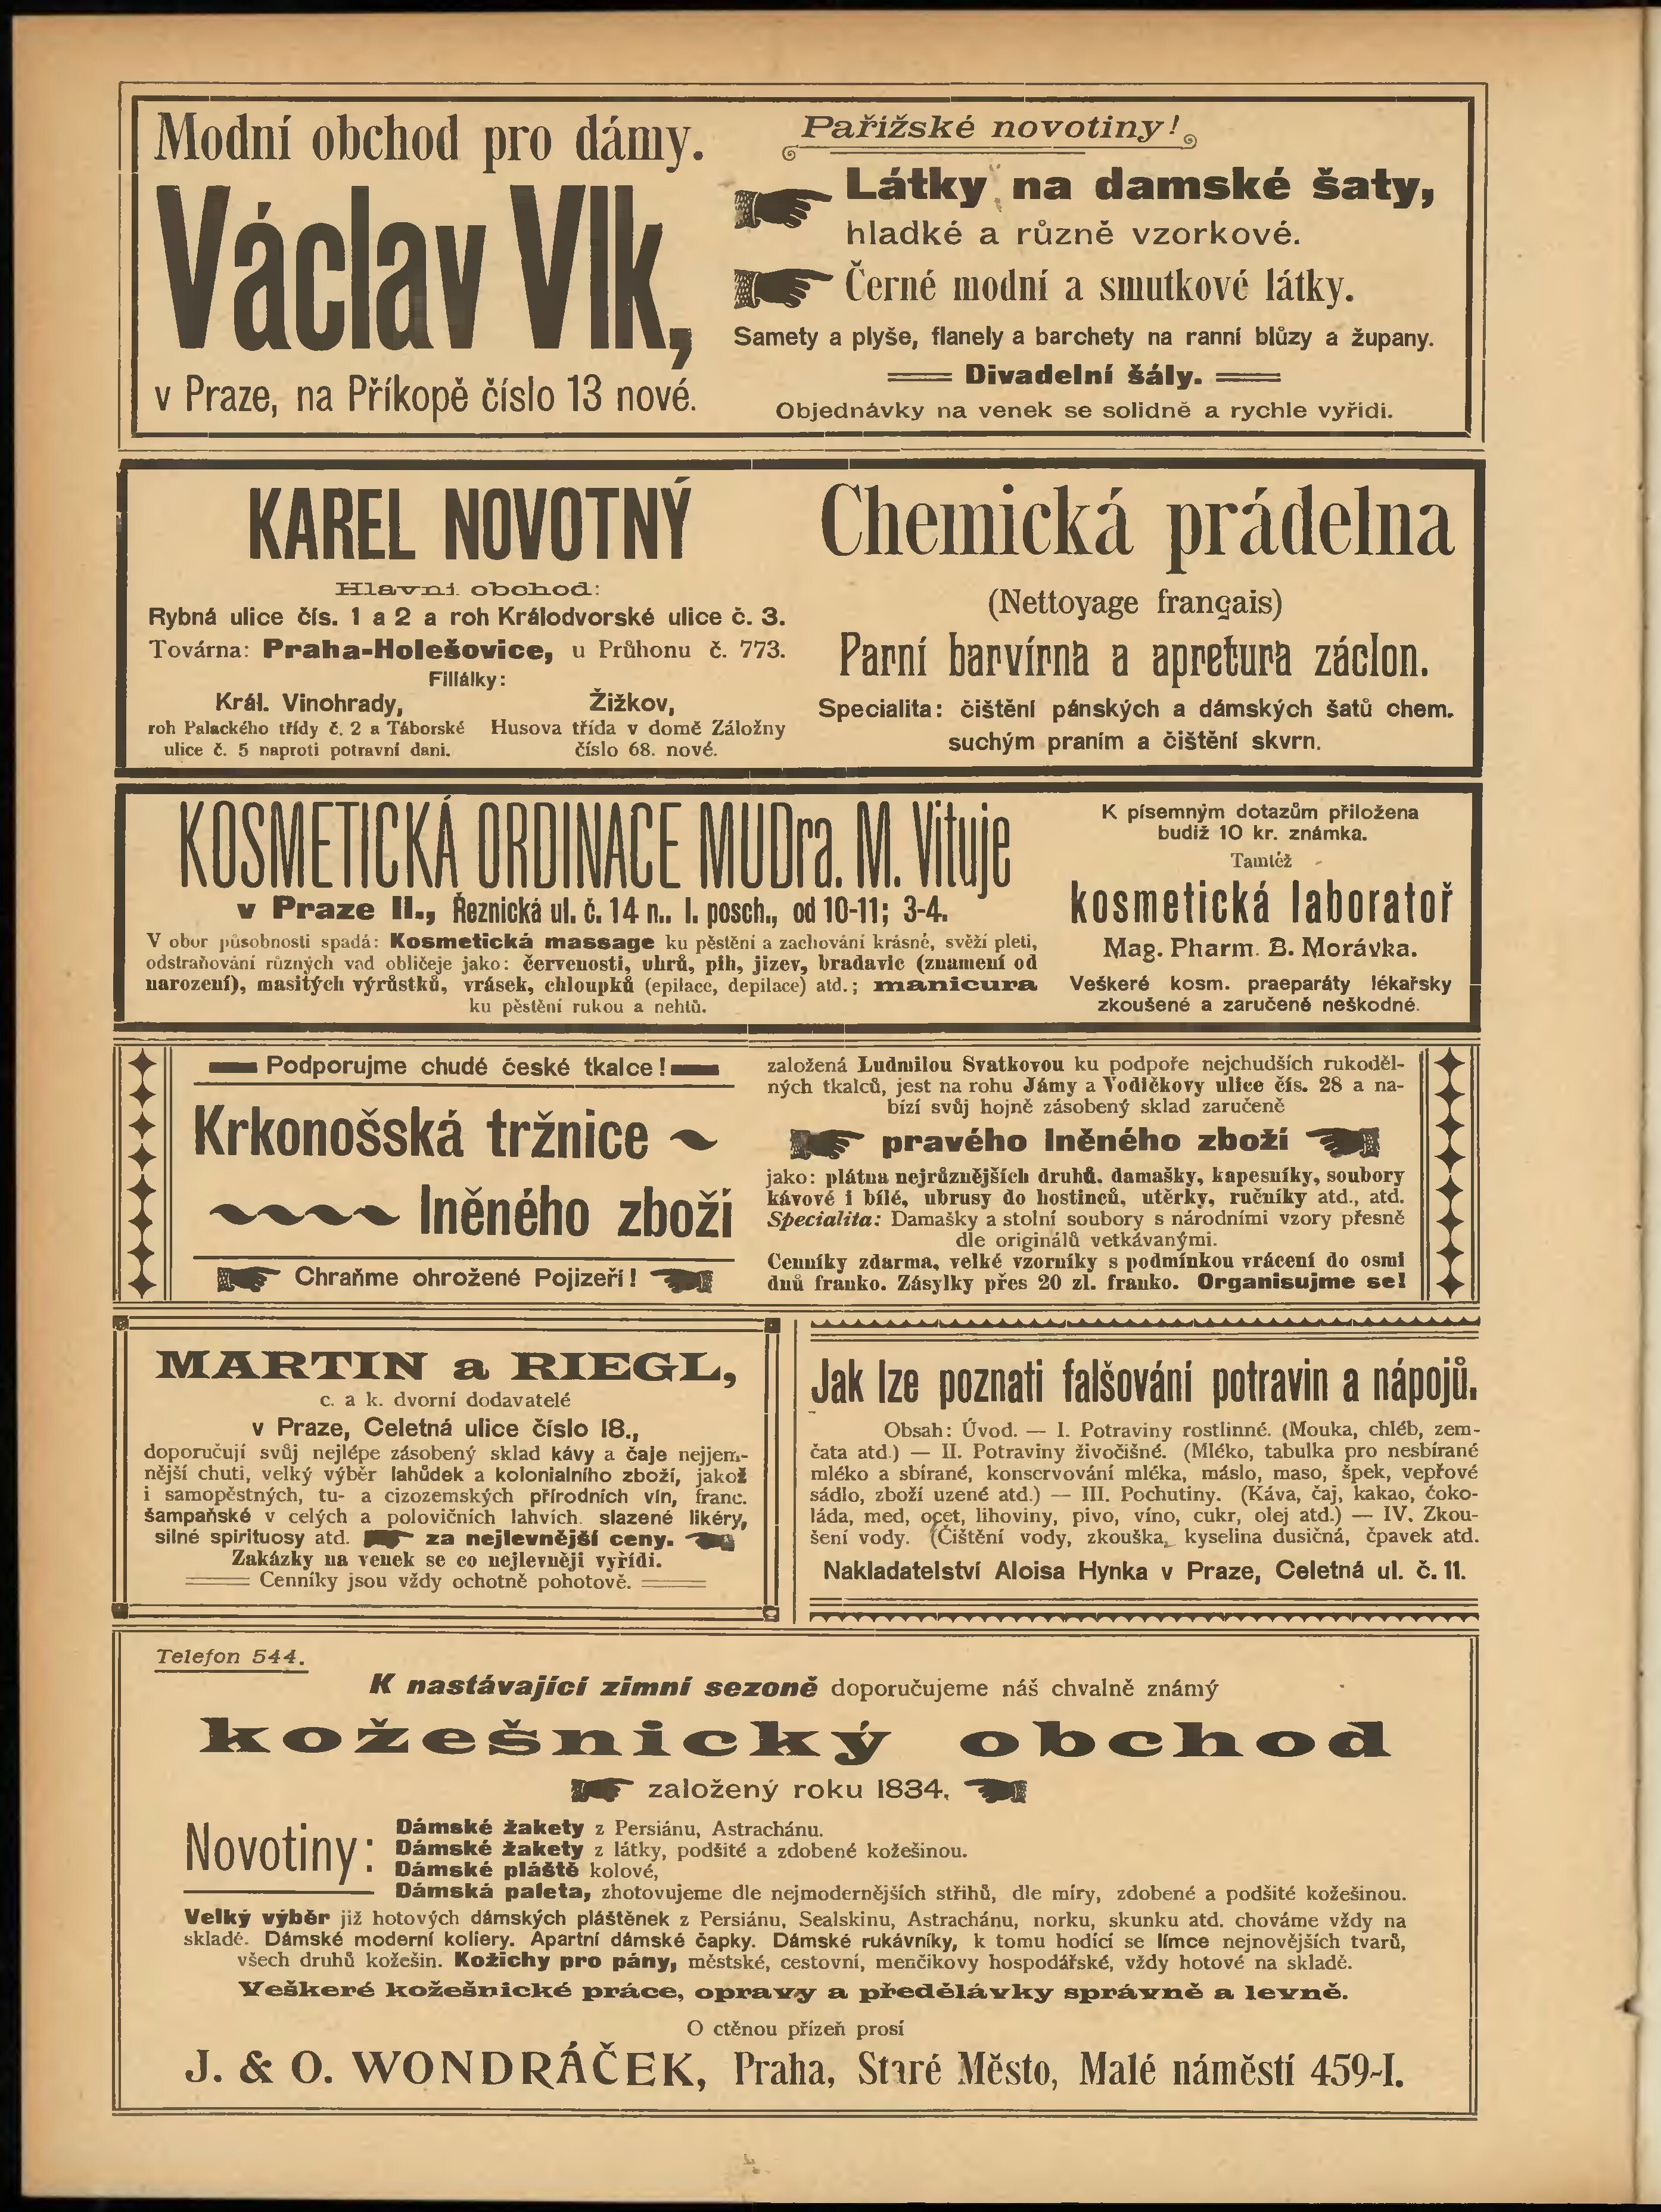 Modní obchod pro dámy.
Václav Vlk,
v Praze, na Příkopě číslo 13 nové.
Pařížské novotiny!
Látky na damské šaty,
hladké a různě vzorkové.
Černé modní a smutkové látky.
Samety a plyše, flanely a barchety na ranní blůzy a župany.
Divadelní šály.
Objednávky na venek se solidně a rychle vyřídí.
KAREL NOVOTNÝ
Hlavní obchod:
Rybná ulice čís. 1 a 2 a roh Králodvorské ulice č. 3.
Továrna: Praha-Holešovice, u Průhonu č. 773.
Fillálky:
Král. Vinohrady,
roh Palackého třídy č. 2 a Táborské
ulice č. 5 naproti potravní dani.
Žižkov,
Husova třída v domě Záložny
číslo 68. nové.
Chemická prádelna
(Nettoyage français)
Parní barvírna a apretura záclon.
Specialita: čištění pánských a dámských šatů chem.
suchým praním a čištění skvrn.
KOSMETICKÁ ORDINACE MUDra. M. Vituje
v Praze II., Řeznická ul. č. 14 n.. I. posch., od 10-11; 3-4.
V obor působnosti spadá: Kosmetická massage ku pěstění a zachování krásné, svěží pleti,
odstraňování různých vad obličeje jako: červenosti, uhrů, pih, jizev, bradavic (znamení od
narození), masitých výrůstků, vrásek, chloupků (epilace, depilace) atd.; manicura
ku pěstění rukou a nehtů.
K písemným dotazům přiložena
budiž 10 kr. známka.
Tamtéž
kosmetická laboratoř
Mag. Pharm. B. Morávka.
Veškeré kosm. praeparáty lékařsky
zkoušené a zaručeně neškodné.
Podporujme chudé české tkalce!
Krkonošská tržnice
lněného zboží
Chraňme ohrožené Pojizeří!
založená Ludmilou Svatkovou ku podpoře nejchudších rukoděl-
ných tkalců, jest na rohu Jámy a Vodičkovy ulice čís. 28 a na-
bízí svůj hojně zásobený sklad zaručeně
pravého lněného zboží
jako: plátna nejrůznějších druhů, damašky, kapesníky, soubory
kávové i bílé, ubrusy do hostinců, utěrky, ručníky atd., atd.
Specialita: Damašky a stolní soubory s národními vzory přesně
dle originálů vetkávanými.
Cenníky zdarma, velké vzorníky s podmínkou vrácení do osmi
dnů franko. Zásylky přes 20 zl. franko. Organisujme se!
MARTIN a RIEGL,
c. a k. dvorní dodavatelé
v Praze, Celetná ulice číslo 18.,
doporučují svůj nejlépe zásobený sklad kávy a čaje nejjem-
nější chuti, velký výběr lahůdek a kolonialního zboží, jakož
i samopěstných, tu- a cizozemských přírodních vín, franc.
šampaňské v celých a polovičních lahvích. slazené likéry,
silné spirituosy atd. za nejlevnější ceny.
Zakázky na venek se co nejlevněji vyřídí.
Cenníky jsou vždy ochotně pohotově.
Jak lze poznati falšování potravin a nápojů.
Obsah: Úvod. — I. Potraviny rostlinné. (Mouka, chléb, zem-
čata atd.) — II. Potraviny živočišné. (Mléko, tabulka pro nesbírané
mléko a sbírané, konservování mléka, máslo, maso, špek, vepřové
sádlo, zboží uzené atd.) — III. Pochutiny. (Káva, čaj, kakao, čoko-
láda, med, ocet, lihoviny, pivo, víno, cukr, olej atd.) — IV. Zkou-
šení vody. (Čištění vody, zkouška, kyselina dusičná, čpavek atd.
Nakladatelství Aloisa Hynka v Praze, Celetná ul. č. 11.
Telefon 544.
K nastávající zimní sezoně doporučujeme náš chvalně známý
kožešnický obchod
založený roku 1834,
Novotiny:
Dámské žakety z Persiánu, Astrachánu.
Dámské žakety z látky, podšité a zdobené kožešinou.
Dámské pláště kolové,
Dámská paleta, zhotovujeme dle nejmodernějších střihů, dle míry, zdobené a podšité kožešinou.
Velký výběr již hotových dámských pláštěnek z Persiánu, Sealskinu, Astrachánu, norku, skunku atd. chováme vždy na
skladě. Dámské moderní koliery. Apartní dámské čapky. Dámské rukávníky, k tomu hodící se límce nejnovějších tvarů,
všech druhů kožešin. Kožichy pro pány, městské, cestovní, menčikovy hospodářské, vždy hotové na skladě.
Veškeré kožešnické práce, opravy a předělávky správně a levně.
O ctěnou přízeň prosí
J. & O. WONDRÁČEK, Praha, Staré Město, Malé náměstí 459-I.